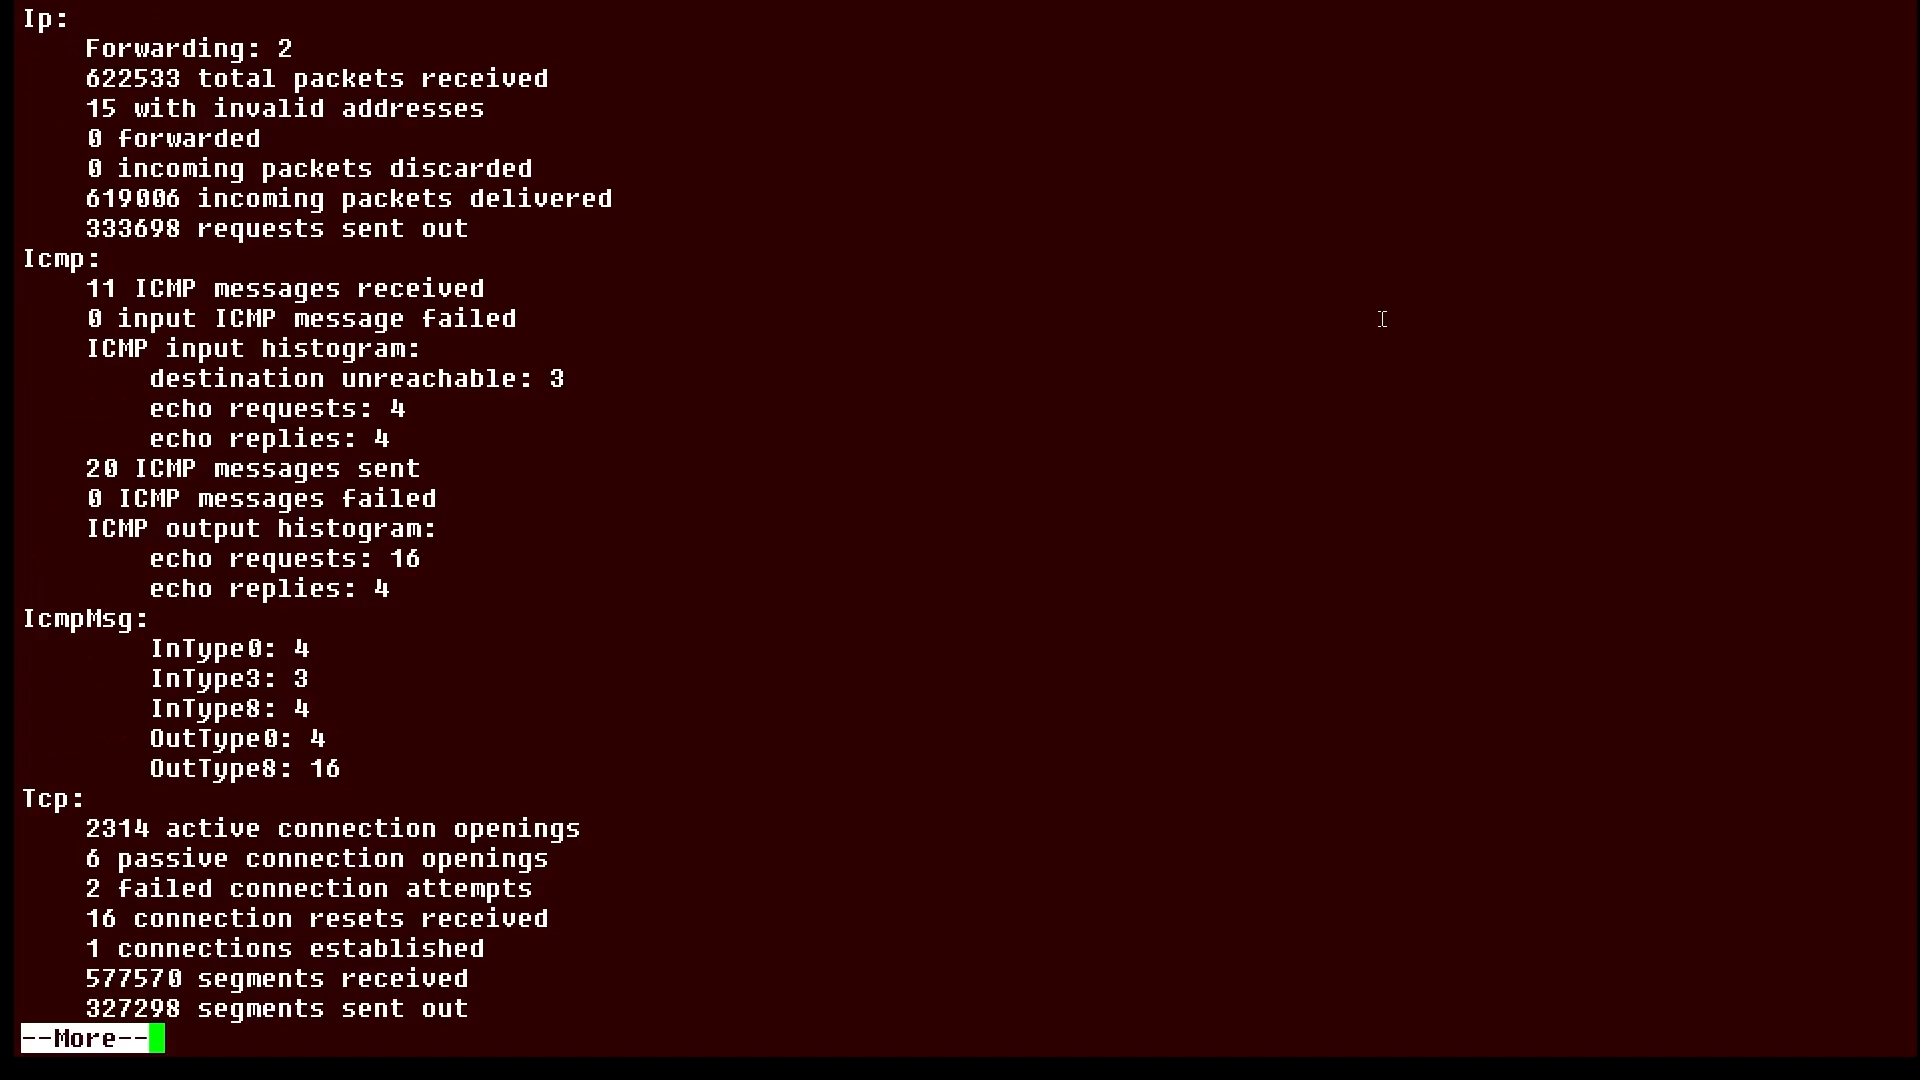 Ip:
    Forwarding: 2
    622533 total packets received
    15 with invalid addresses
    0 forwarded
    0 incoming packets discarded
    619006 incoming packets delivered
    333698 requests sent out
Icmp:
    11 ICMP messages received
    0 input ICMP message failed
    ICMP input histogram:
        destination unreachable: 3
        echo requests: 4
        echo replies: 4
    20 ICMP messages sent
    0 ICMP messages failed
    ICMP output histogram:
        echo requests: 16
        echo replies: 4
IcmpMsg:
        InType0: 4
        InType3: 3
        InType8: 4
        OutType0: 4
        OutType8: 16
Tcp:
    2314 active connection openings
    6 passive connection openings
    2 failed connection attempts
    16 connection resets received
    1 connections established
    577570 segments received
    327298 segments sent out
--More--